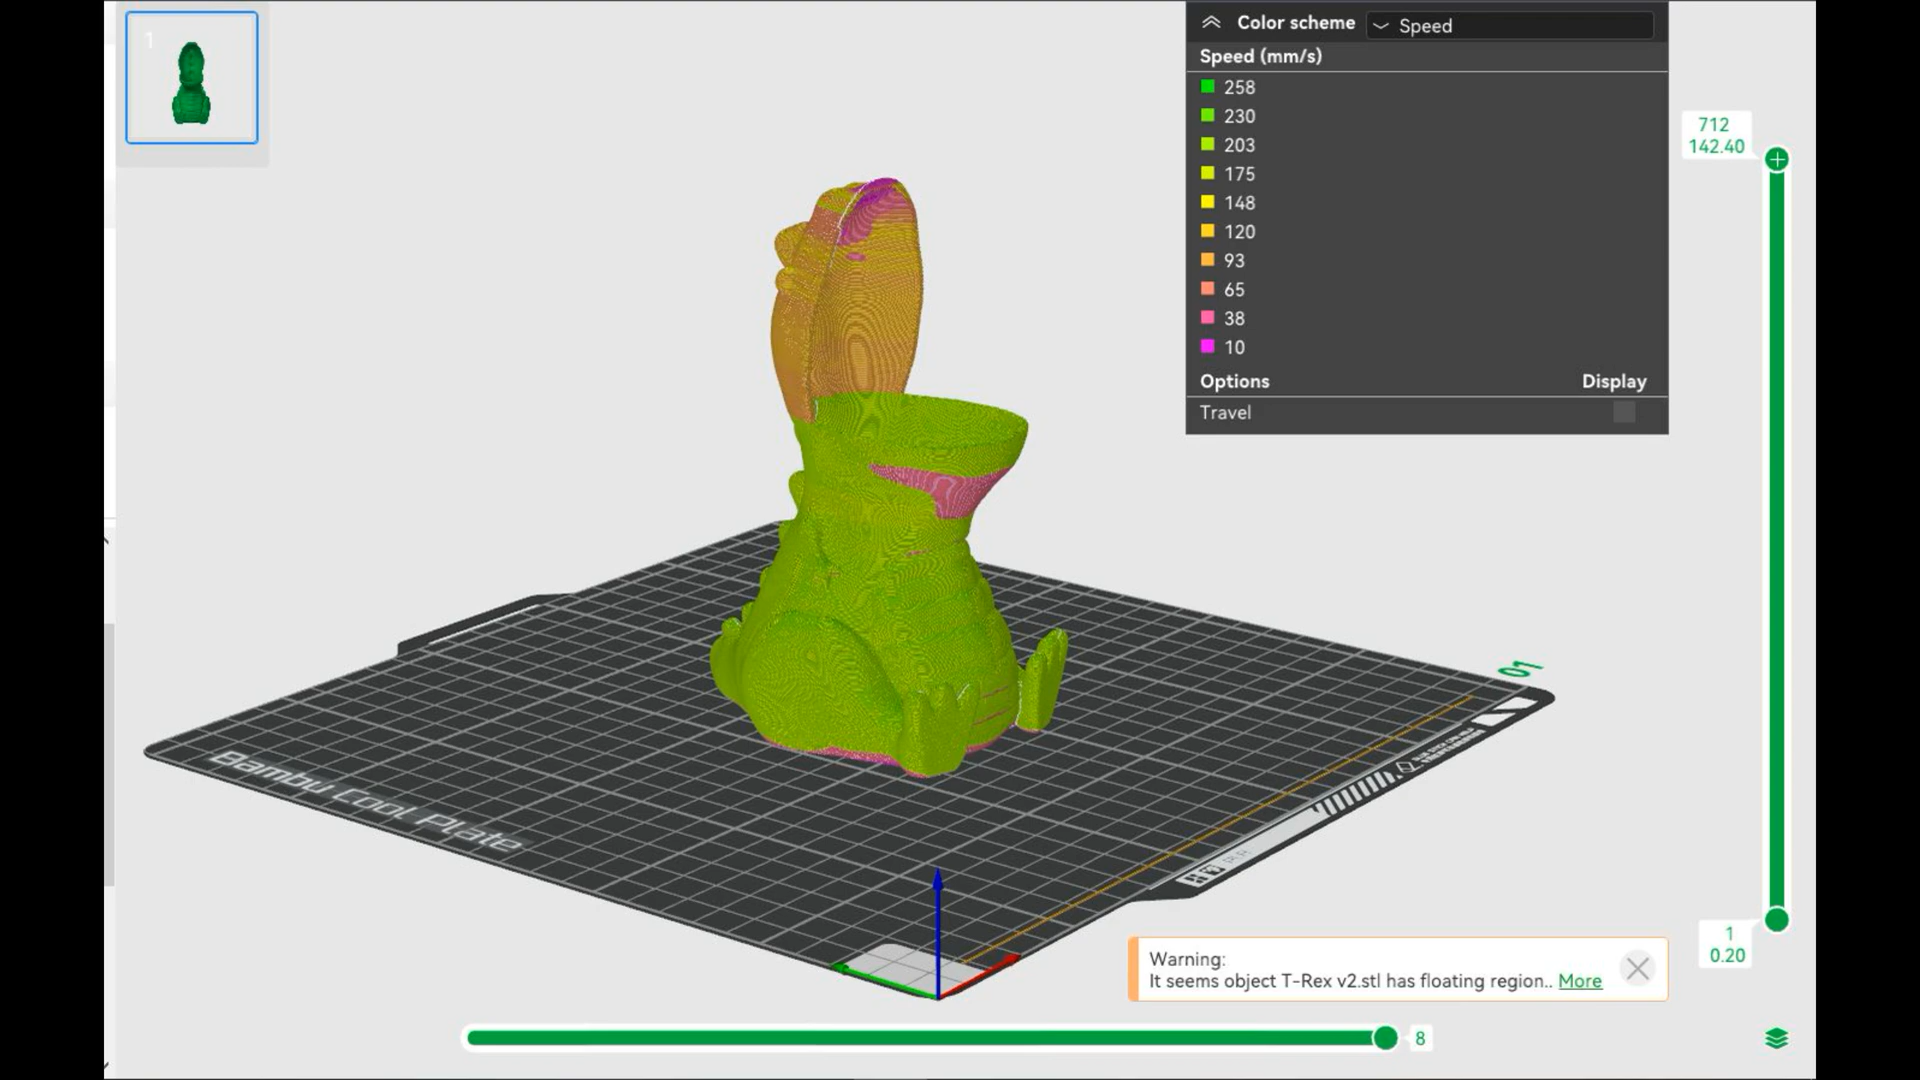 1
Color scheme
Speed
Speed (mm/s)
258
230
203
175
148
120
93
65
38
10
Options Display
Travel
712
142.40
01
Bambu Cool Plate
Warning:
It seems object T-Rex v2.stl has floating region.. More
1
0.20
8